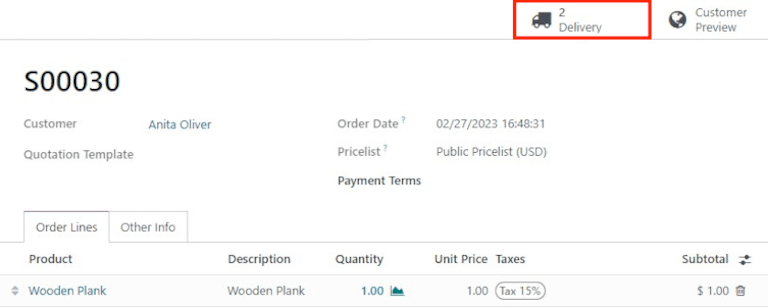 2
Delivery
Customer
Preview
S00030
Customer Anita Oliver
Order Date ? 02/27/2023 16:48:31
Quotation Template
Pricelist ? Public Pricelist (USD)
Payment Terms
Order Lines Other Info
Product Description Quantity Unit Price Taxes Subtotal
Wooden Plank Wooden Plank 1.00 1.00 Tax 15% $ 1.00